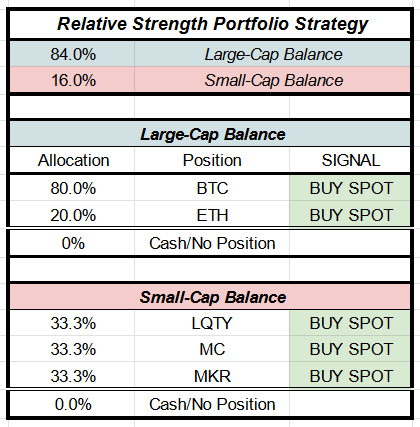 Relative Strength Portfolio Strategy
84.0% Large-Cap Balance
16.0% Small-Cap Balance
Large-Cap Balance
Allocation Position SIGNAL
80.0% BTC BUY SPOT
20.0% ETH BUY SPOT
0% Cash/No Position
Small-Cap Balance
33.3% LQTY BUY SPOT
33.3% MC BUY SPOT
33.3% MKR BUY SPOT
0.0% Cash/No Position